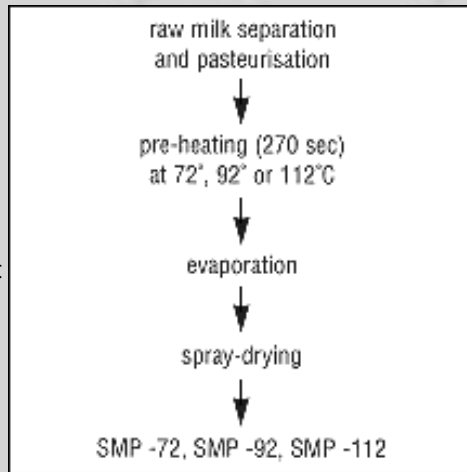 raw milk separation
and pasteurisation
pre-heating (270 sec)
at 72°, 92° or 112°C
evaporation
spray-drying
SMP -72, SMP -92, SMP -112